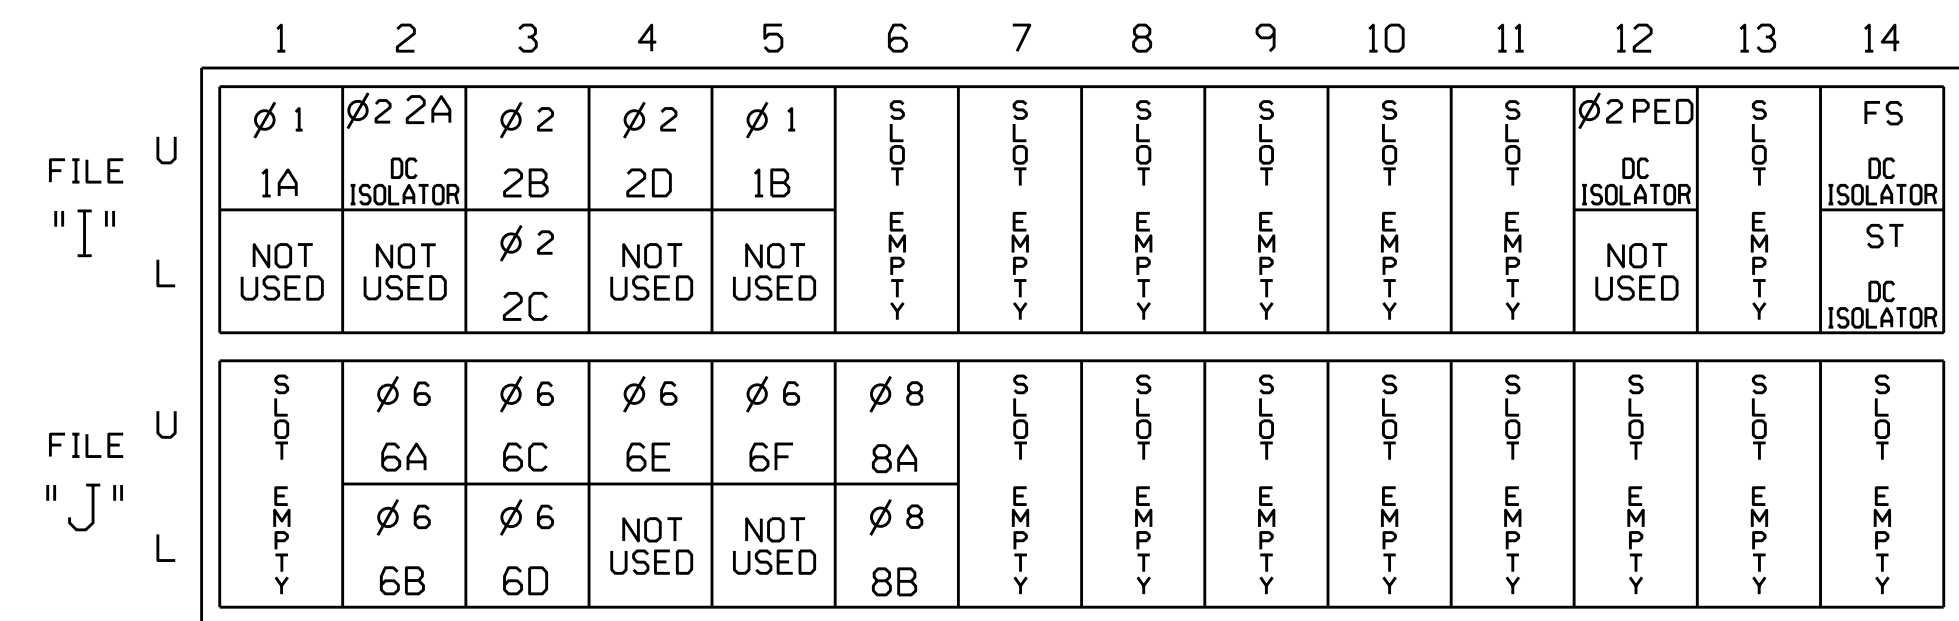 1 2 3 4 5 6 7 8 9 10 11 12 13 14
FILE
"I"
U
L
Ø 1
1A
NOT
USED
Ø2 2A
DC
ISOLATOR
NOT
USED
Ø 2
2B
Ø 2
2C
Ø 2
2D
NOT
USED
Ø 1
1B
NOT
USED
SLOT EMPTY
SLOT EMPTY
SLOT EMPTY
SLOT EMPTY
SLOT EMPTY
SLOT EMPTY
Ø2 PED
DC
ISOLATOR
NOT
USED
SLOT EMPTY
FS
DC
ISOLATOR
ST
DC
ISOLATOR
FILE
"J"
U
L
SLOT EMPTY
Ø 6
6A
Ø 6
6B
Ø 6
6C
Ø 6
6D
Ø 6
6E
NOT
USED
Ø 6
6F
NOT
USED
Ø 8
8A
Ø 8
8B
SLOT EMPTY
SLOT EMPTY
SLOT EMPTY
SLOT EMPTY
SLOT EMPTY
SLOT EMPTY
SLOT EMPTY
SLOT EMPTY